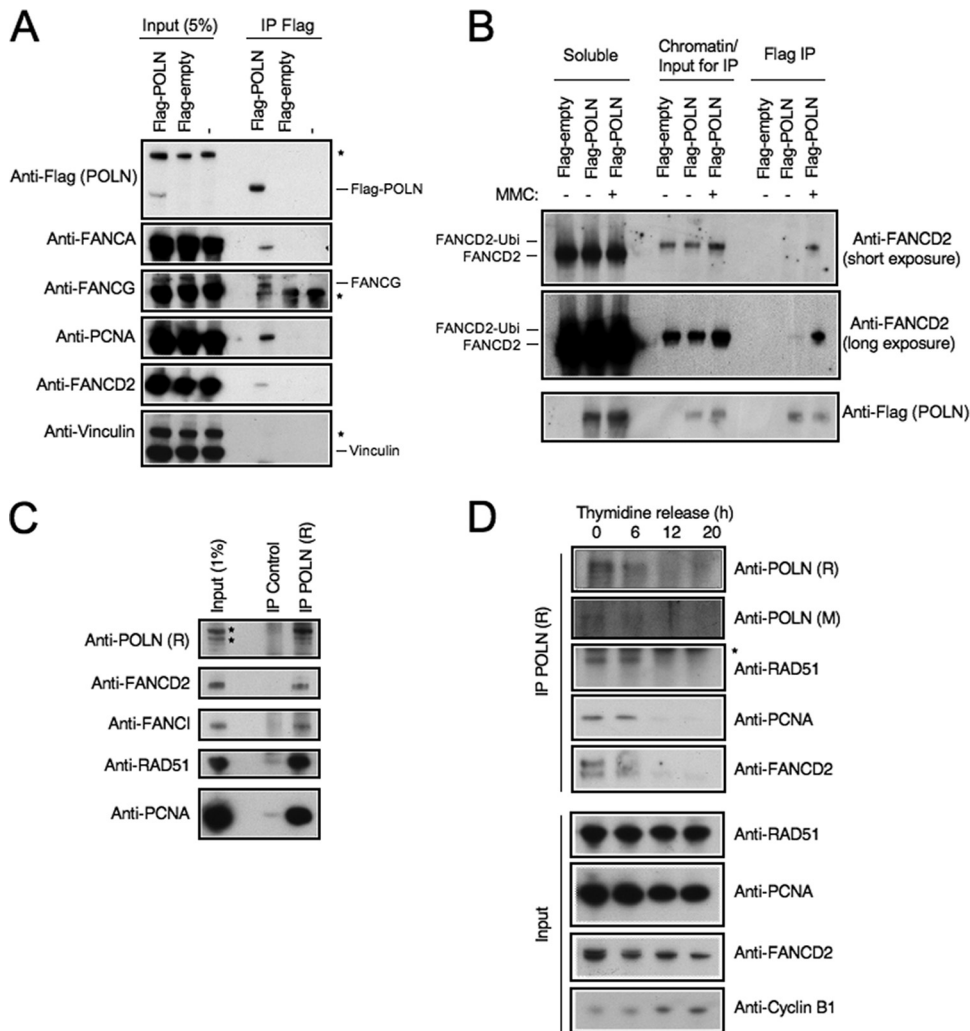 A
Input (5%) IP Flag
Flag-POLN
Flag-empty
-
Flag-POLN
Flag-empty
-
Anti-Flag (POLN)
*
Flag-POLN
Anti-FANCA
Anti-FANCG
FANCG
*
Anti-PCNA
Anti-FANCD2
Anti-Vinculin
*
Vinculin
B
Soluble
Chromatin/
Input for IP
Flag IP
Flag-empty
Flag-POLN
Flag-POLN
Flag-empty
Flag-POLN
Flag-POLN
Flag-empty
Flag-POLN
Flag-POLN
MMC: - - + - - + - - +
FANCD2-Ubi
FANCD2
Anti-FANCD2
(short exposure)
FANCD2-Ubi
FANCD2
Anti-FANCD2
(long exposure)
Anti-Flag (POLN)
C
Input (1%)
IP Control
IP POLN (R)
Anti-POLN (R)
*
*
Anti-FANCD2
Anti-FANCI
Anti-RAD51
Anti-PCNA
D
Thymidine release (h)
0 6 12 20
IP POLN (R)
Anti-POLN (R)
Anti-POLN (M)
*
Anti-RAD51
Anti-PCNA
Anti-FANCD2
Input
Anti-RAD51
Anti-PCNA
Anti-FANCD2
Anti-Cyclin B1